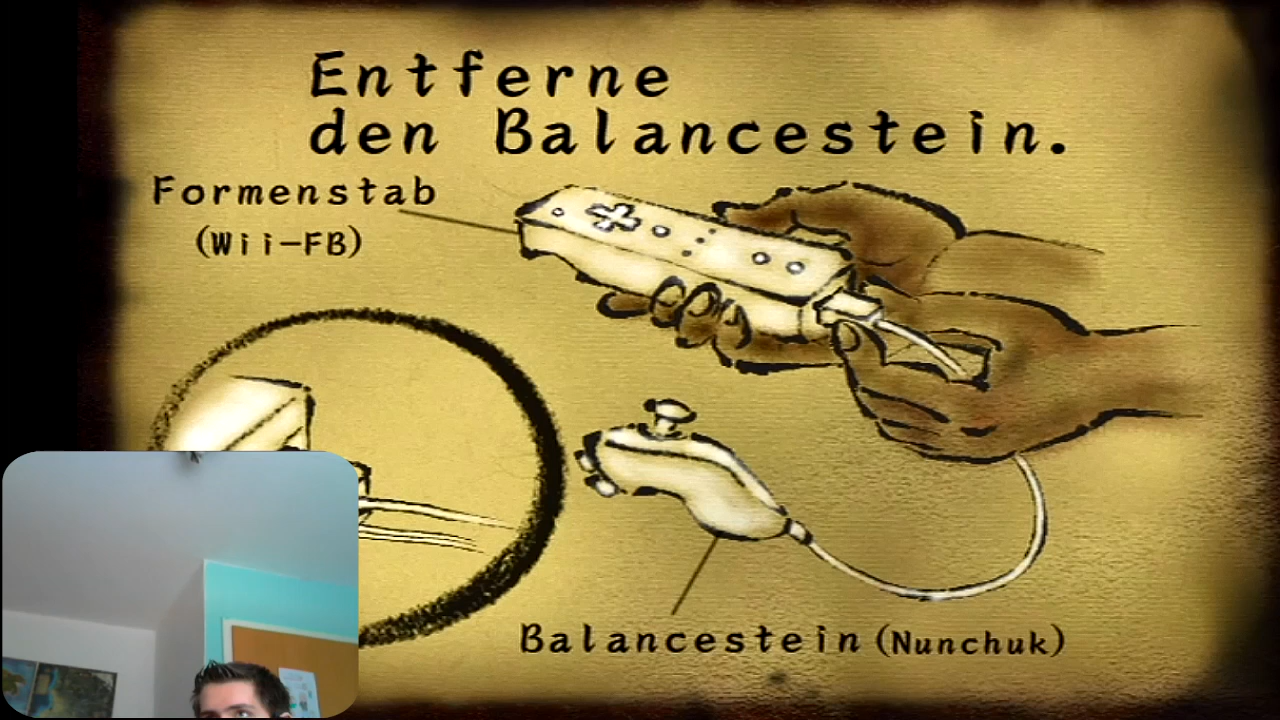 Entferne
den Balancestein.
Formenstab
(Wii-FB)
Balancestein (Nunchuk)